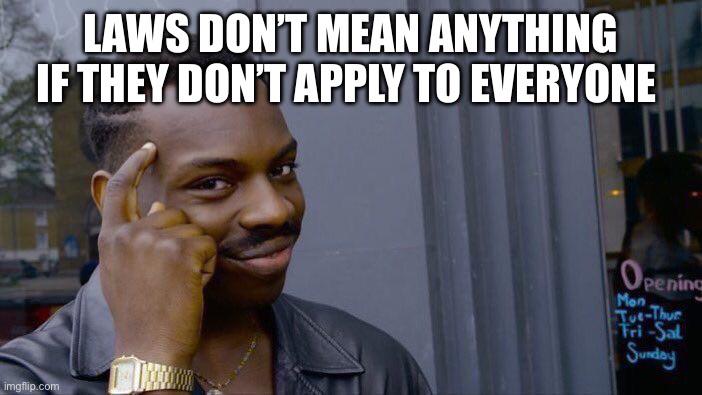 LAWS DON'T MEAN ANYTHING
IF THEY DON'T APPLY TO EVERYONE
Opening
Mon
Tue-Thur
Fri-Sat
Sunday
imgflip.com